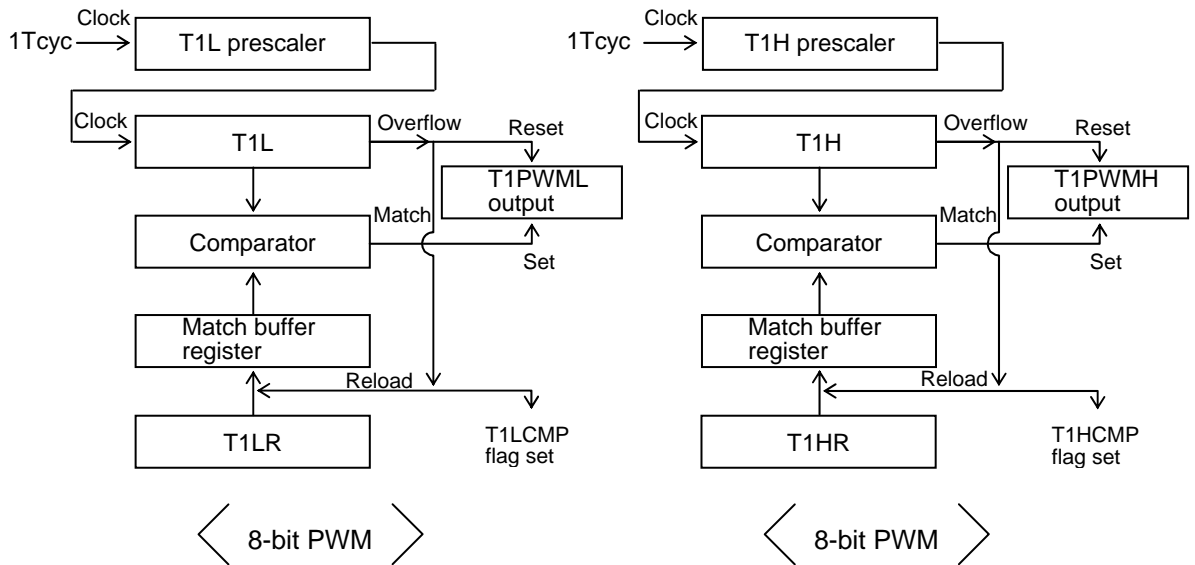 Clock
1Tcyc
T1L prescaler
Clock
T1L
Overflow
Reset
T1PWML
output
Match
Comparator
Set
Match buffer
register
Reload
T1LR
T1LCMP
flag set
8-bit PWM
Clock
1Tcyc
T1H prescaler
Clock
T1H
Overflow
Reset
T1PWMH
output
Match
Comparator
Set
Match buffer
register
Reload
T1HR
T1HCMP
flag set
8-bit PWM